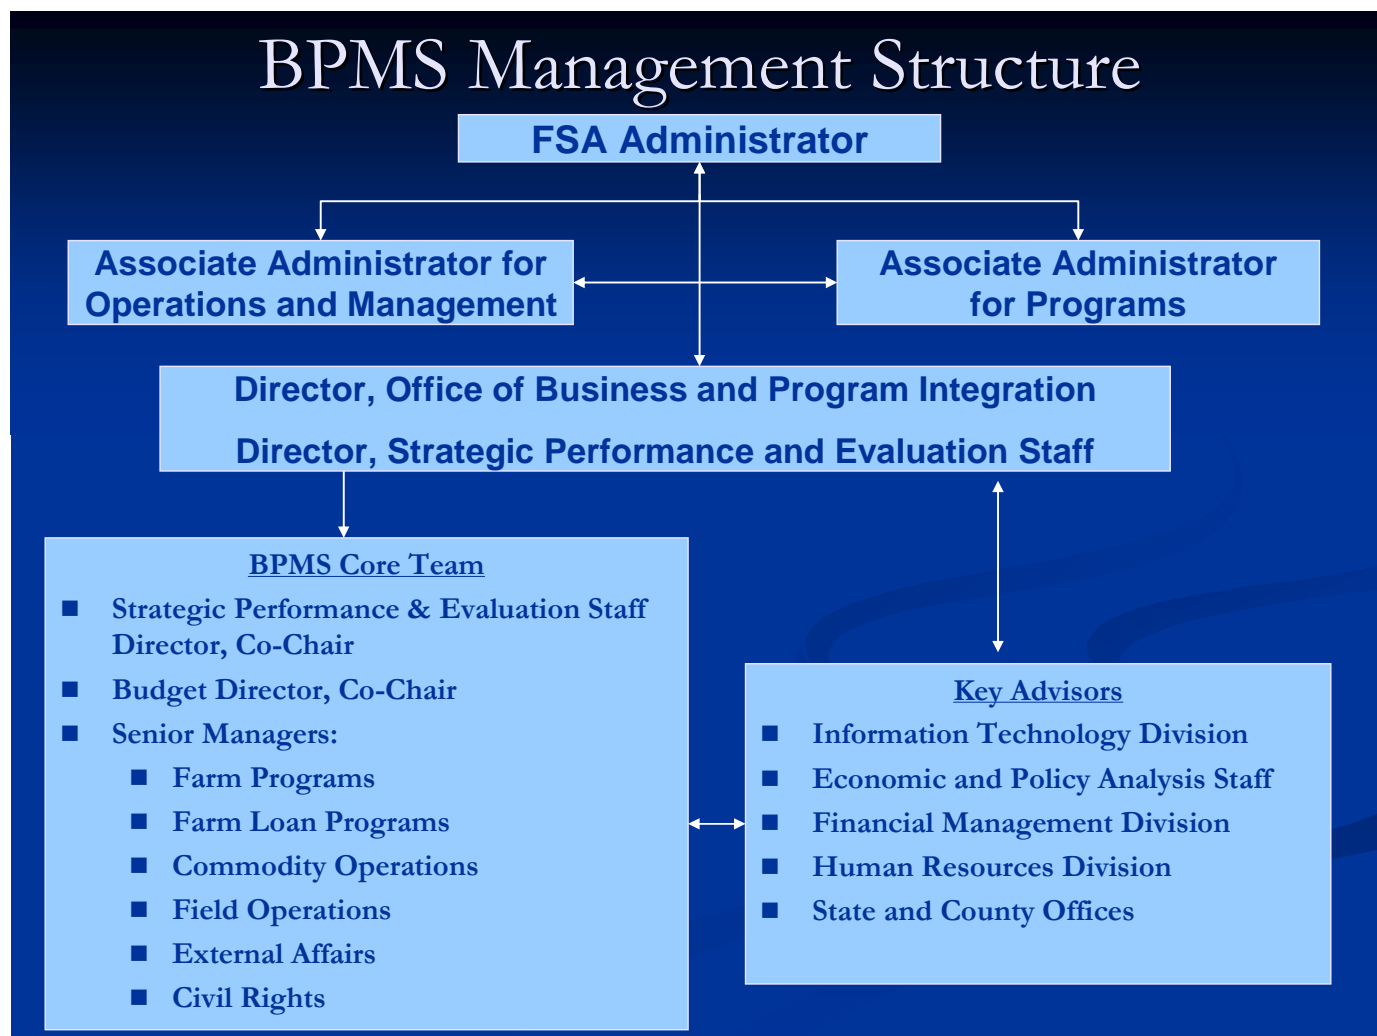 BPMS Management Structure
FSA Administrator
Associate Administrator for
Operations and Management
Associate Administrator
for Programs
Director, Office of Business and Program Integration
Director, Strategic Performance and Evaluation Staff
BPMS Core Team
Strategic Performance & Evaluation Staff
Director, Co-Chair
Budget Director, Co-Chair
Senior Managers:
Farm Programs
Farm Loan Programs
Commodity Operations
Field Operations
External Affairs
Civil Rights
Key Advisors
Information Technology Division
Economic and Policy Analysis Staff
Financial Management Division
Human Resources Division
State and County Offices